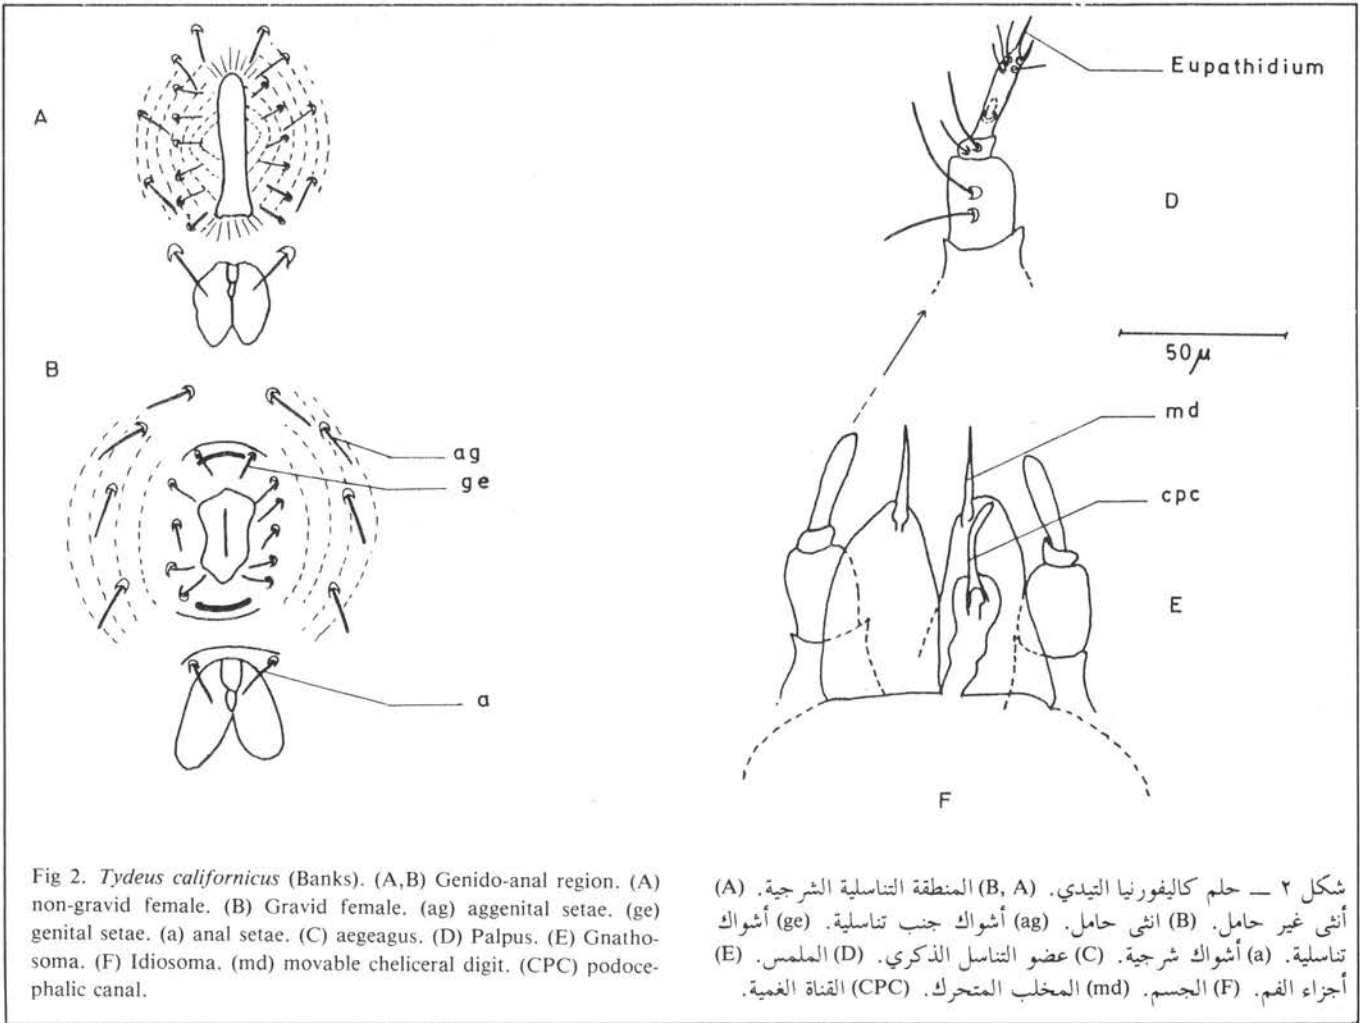 A
Eupathidium
D
50 μ
B
ag
ge
md
cpc
E
a
F
Fig 2. Tydeus californicus (Banks). (A,B) Genido-anal region. (A)
non-gravid female. (B) Gravid female. (ag) aggenital setae. (ge)
genital setae. (a) anal setae. (C) aegeagus. (D) Palpus. (E) Gnatho-
soma. (F) Idiosoma. (md) movable cheliceral digit. (CPC) podoce-
phalic canal.
شكل ٢ — حلم كاليفورنيا التيدي. (B, A) المنطقة التناسلية الشرجية. (A)
أنثى غير حامل. (B) انثى حامل. (ag) أشواك جنب تناسلية. (ge) أشواك
تناسلية. (a) أشواك شرجية. (C) عضو التناسل الذكري. (D) الملمس. (E)
أجزاء الفم. (F) الجسم. (md) المخلب المتحرك. (CPC) القناة الغمية.